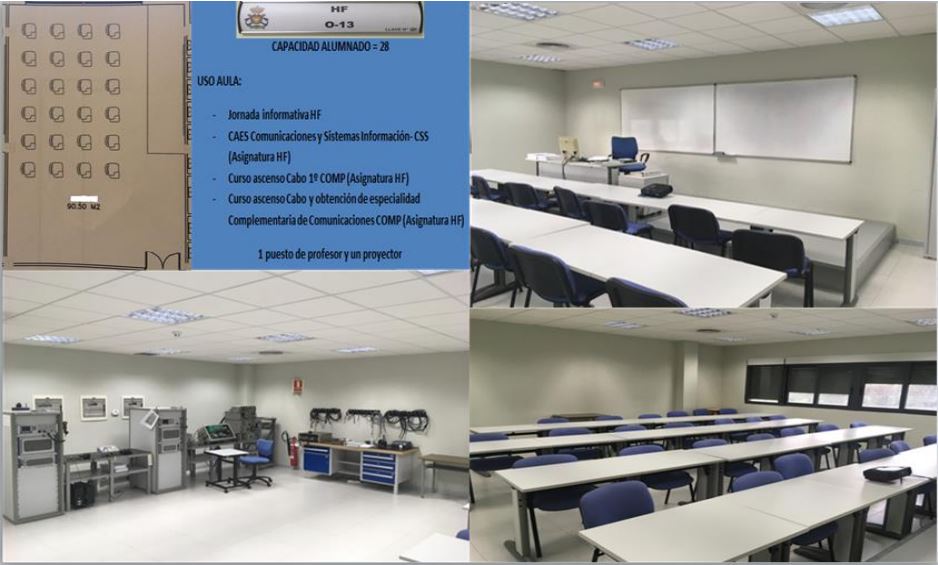 HF
O-13
CAPACIDAD ALUMNADO = 28
USO AULA:
- Jornada informativa HF
- CAES Comunicaciones y Sistemas Información- CSS
(Asignatura HF)
- Curso ascenso Cabo 1º COMP (Asignatura HF)
- Curso ascenso Cabo y obtención de especialidad
Complementaria de Comunicaciones COMP (Asignatura HF)
1 puesto de profesor y un proyector
90.50 M2